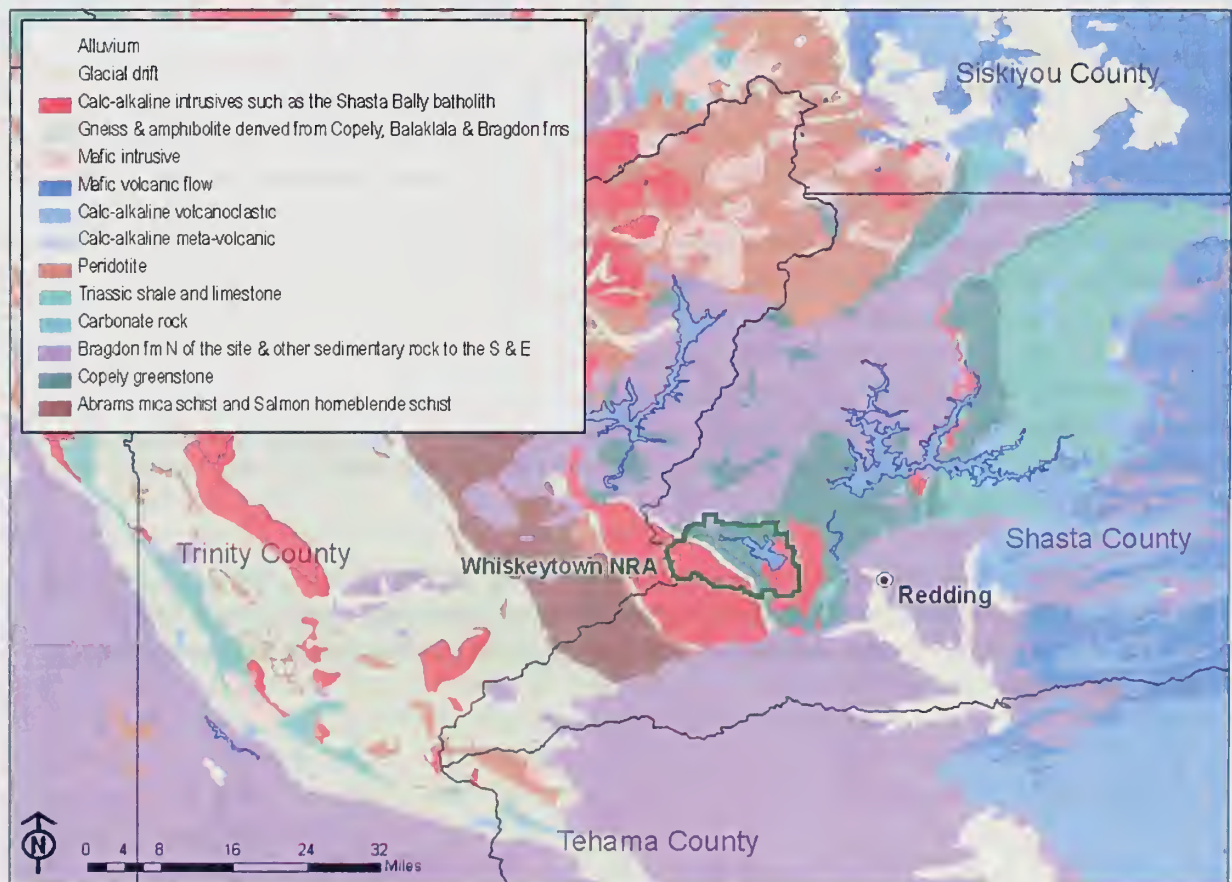 Alluvium
Glacial drift
Calc-alkaline intrusives such as the Shasta Bally batholith
Gneiss & amphibolite derived from Copely, Balaklala & Bragdon fms
Mafic intrusive
Mafic volcanic flow
Calc-alkaline volcanoclastic
Calc-alkaline meta-volcanic
Peridotite
Triassic shale and limestone
Carbonate rock
Bragdon fm N of the site & other sedimentary rock to the S & E
Copely greenstone
Abrams mica schist and Salmon horneblende schist
Siskiyou County
Trinity County
Whiskeytown NRA
Shasta County
Redding
Tehama County
N
0 4 8 16 24 32
Miles